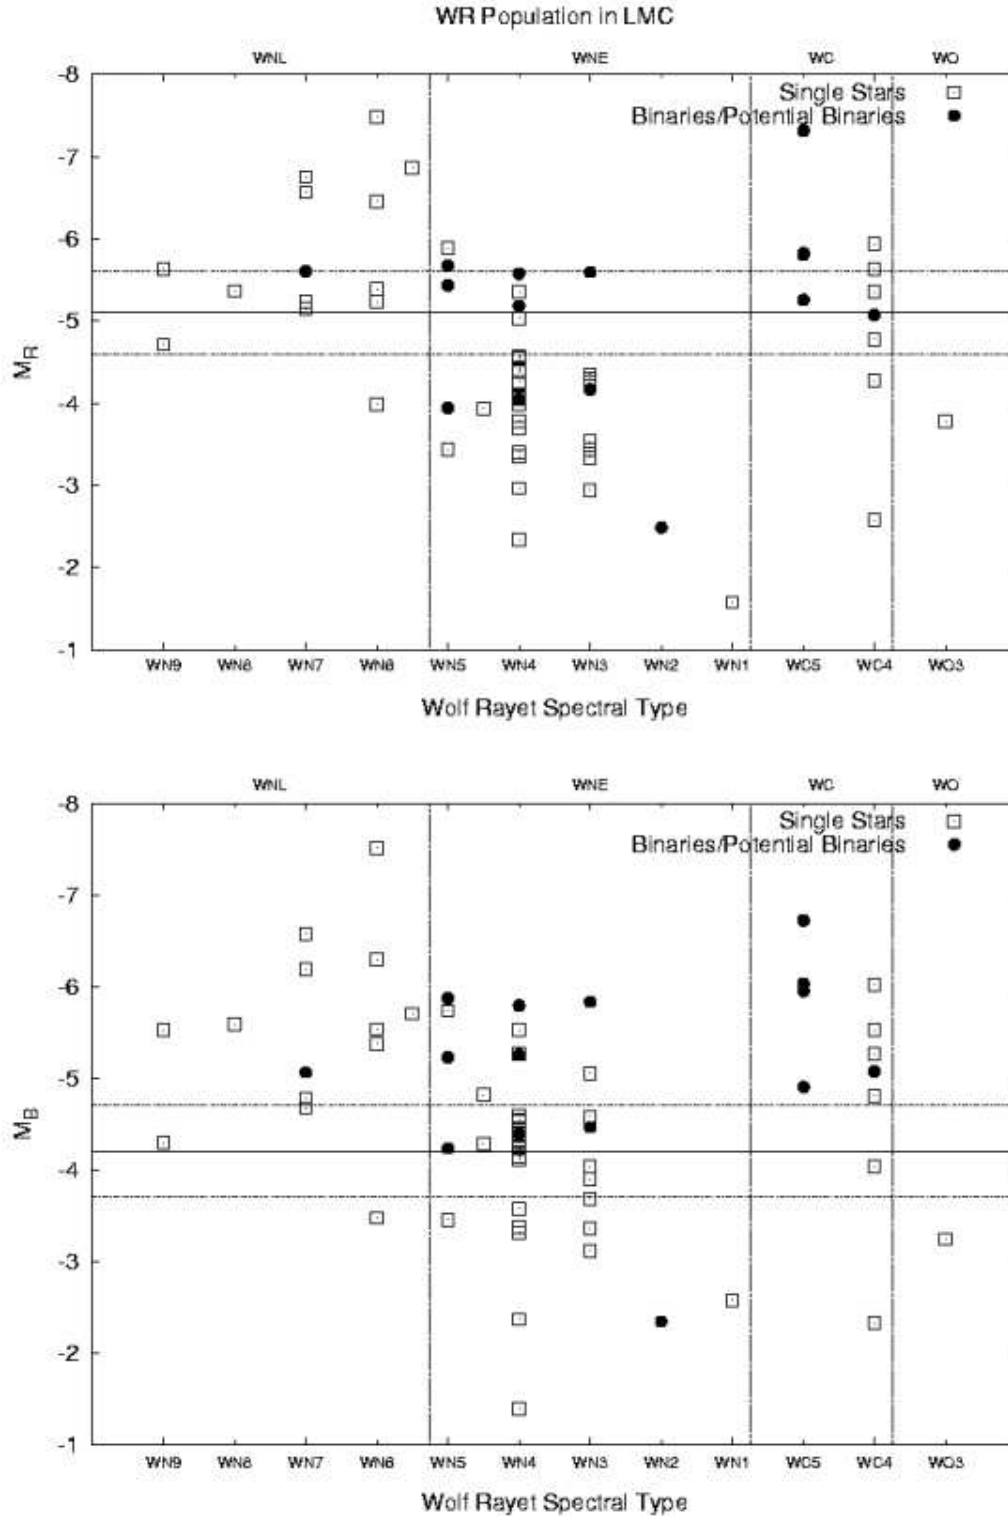 WR Population in LMC
WNL WNE WC WO
-8
Single Stars
Binaries/Potential Binaries
-7
-6
-5
MR
-4
-3
-2
-1
WN9 WN8 WN7 WN6 WN5 WN4 WN3 WN2 WN1 WC5 WC4 WO3
Wolf Rayet Spectral Type
WNL WNE WC WO
-8
Single Stars
Binaries/Potential Binaries
-7
-6
-5
MB
-4
-3
-2
-1
WN9 WN8 WN7 WN6 WN5 WN4 WN3 WN2 WN1 WC5 WC4 WO3
Wolf Rayet Spectral Type